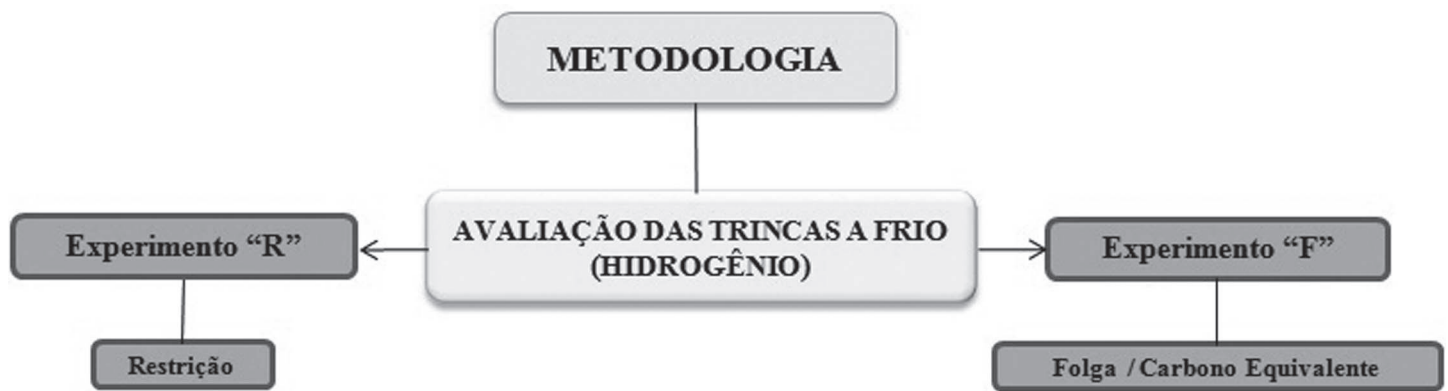 METODOLOGIA
AVALIAÇÃO DAS TRINCAS A FRIO
(HIDROGÊNIO)
Experimento “R”
Experimento “F”
Restrição
Folga / Carbono Equivalente